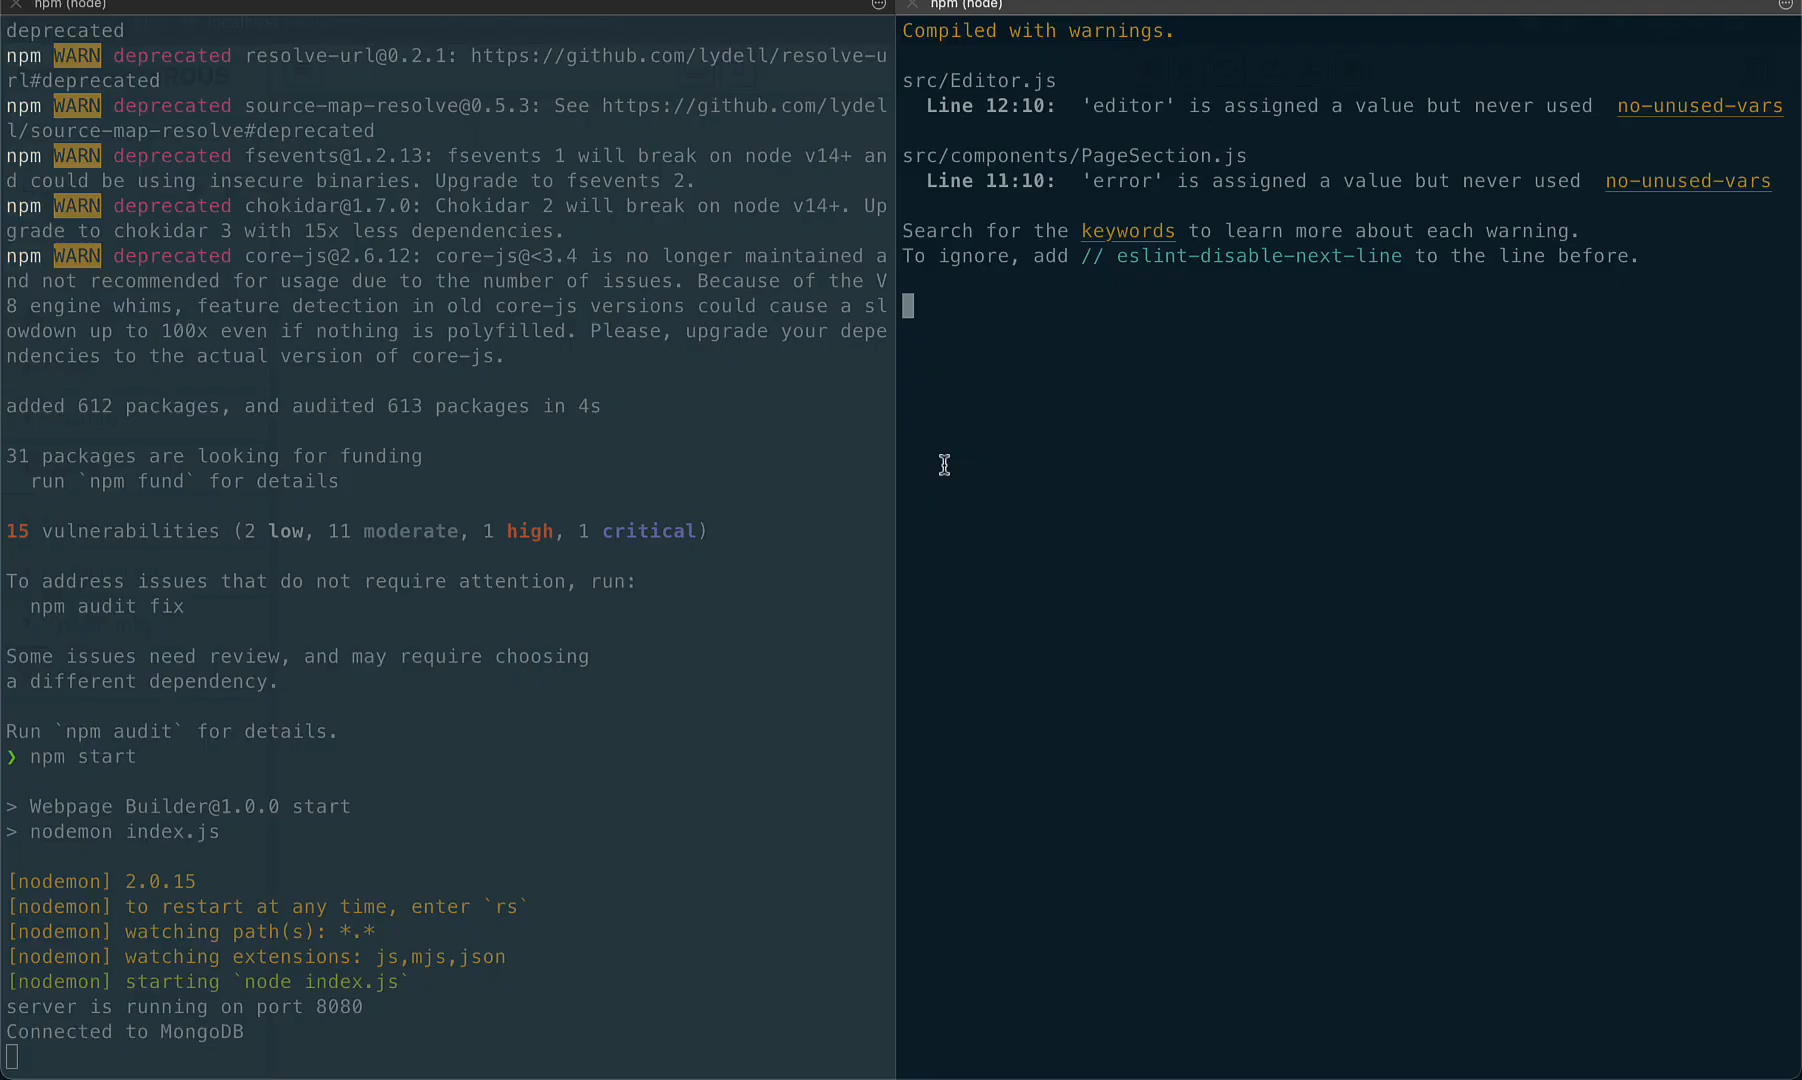 npm (node)
deprecated
npm WARN deprecated resolve-url@0.2.1: https://github.com/lydell/resolve-u
rl#deprecated
npm WARN deprecated source-map-resolve@0.5.3: See https://github.com/lydel
l/source-map-resolve#deprecated
npm WARN deprecated fsevents@1.2.13: fsevents 1 will break on node v14+ an
d could be using insecure binaries. Upgrade to fsevents 2.
npm WARN deprecated chokidar@1.7.0: Chokidar 2 will break on node v14+. Up
grade to chokidar 3 with 15x less dependencies.
npm WARN deprecated core-js@2.6.12: core-js@<3.4 is no longer maintained a
nd not recommended for usage due to the number of issues. Because of the V
8 engine whims, feature detection in old core-js versions could cause a sl
owdown up to 100x even if nothing is polyfilled. Please, upgrade your depe
ndencies to the actual version of core-js.
added 612 packages, and audited 613 packages in 4s
31 packages are looking for funding
run `npm fund` for details
15 vulnerabilities (2 low, 11 moderate, 1 high, 1 critical)
To address issues that do not require attention, run:
npm audit fix
Some issues need review, and may require choosing
a different dependency.
Run `npm audit` for details.
❯ npm start
> Webpage Builder@1.0.0 start
> nodemon index.js
[nodemon] 2.0.15
[nodemon] to restart at any time, enter `rs`
[nodemon] watching path(s): *.*
[nodemon] watching extensions: js,mjs,json
[nodemon] starting `node index.js`
server is running on port 8080
Connected to MongoDB
npm (node)
Compiled with warnings.
src/Editor.js
Line 12:10: 'editor' is assigned a value but never used no-unused-vars
src/components/PageSection.js
Line 11:10: 'error' is assigned a value but never used no-unused-vars
Search for the keywords to learn more about each warning.
To ignore, add // eslint-disable-next-line to the line before.